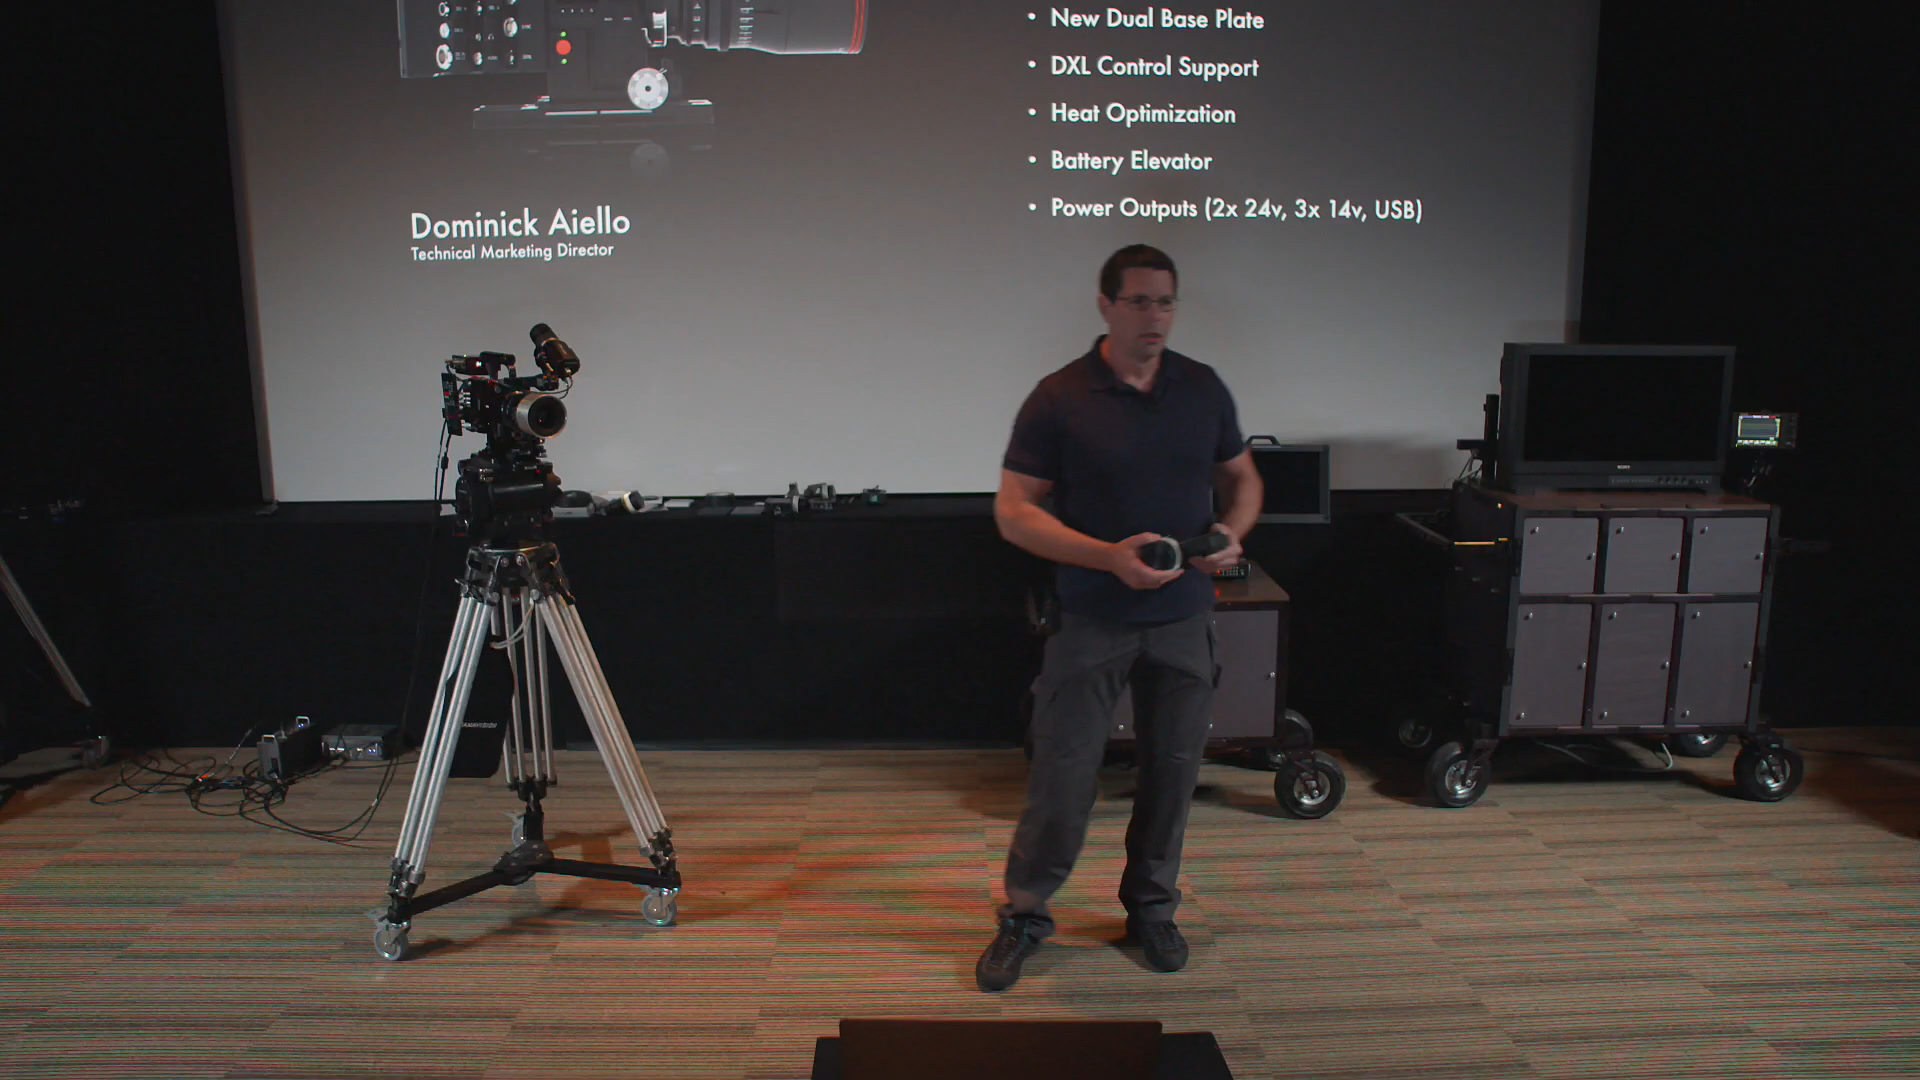 New Dual Base Plate
DXL Control Support
Heat Optimization
Battery Elevator
Power Outputs (2x 24v, 3x 14v, USB)
Dominick Aiello
Technical Marketing Director
SONY